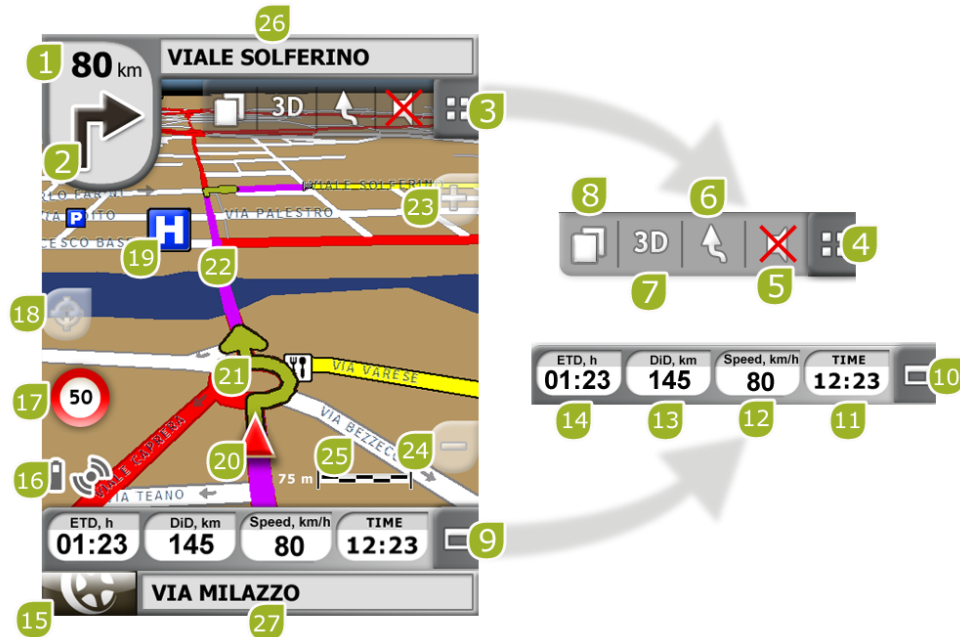 26
1
80 km
VIALE SOLFERINO
3D
3
2
8
6
VIALE SOLFERINO
23
P
VIA PALESTRO
H
3D
4
19
22
7
5
18
ETD, h
DiD, km
Speed, km/h
TIME
01:23
145
80
12:23
10
21
VIA VARESE
14
13
12
11
17
50
VIALE CAPRERA
VIA BEZZECC
20
25
24
16
75 m
VIA TEANO
ETD, h
DiD, km
Speed, km/h
TIME
01:23
145
80
12:23
9
VIA MILAZZO
15
27